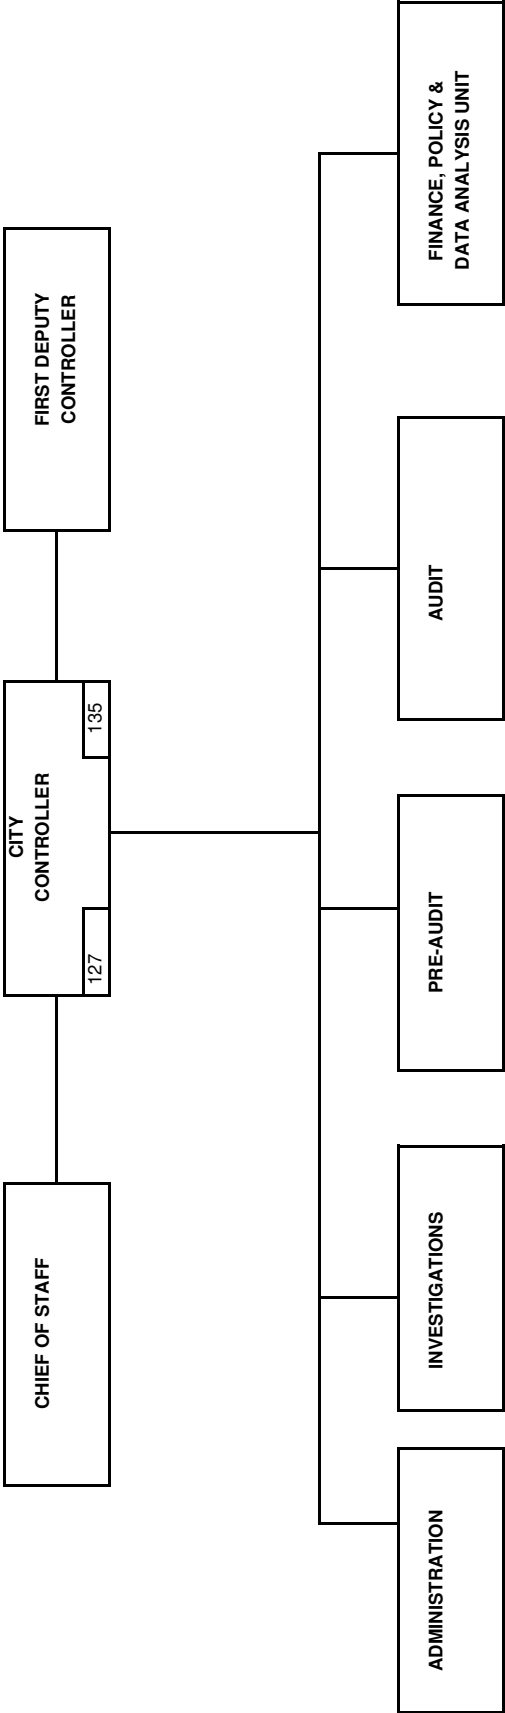 CHIEF OF STAFF
CITY
CONTROLLER
127
135
FIRST DEPUTY
CONTROLLER
ADMINISTRATION
INVESTIGATIONS
PRE-AUDIT
AUDIT
FINANCE, POLICY &
DATA ANALYSIS UNIT